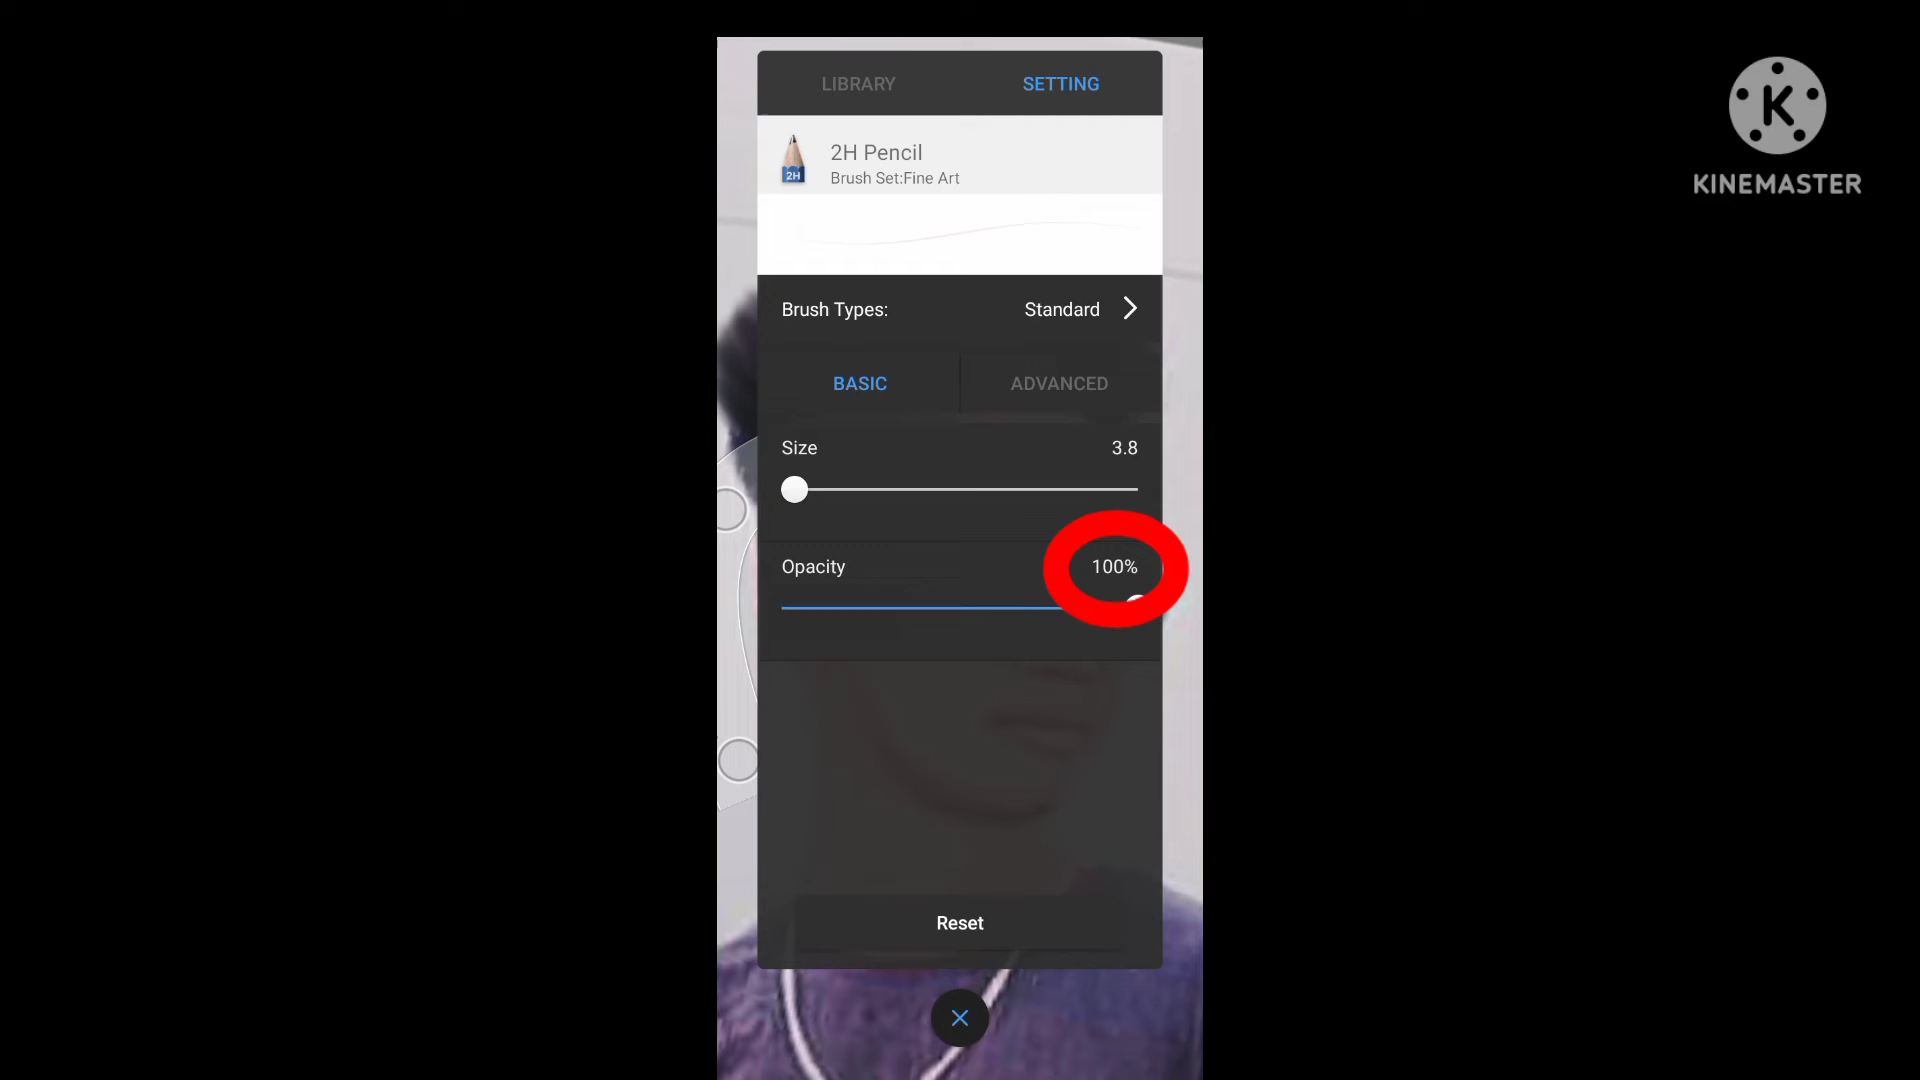 LIBRARY SETTING
2H Pencil
2H
Brush Set:Fine Art
Brush Types: Standard
BASIC ADVANCED
Size 3.8
Opacity 100%
Reset
K
KINEMASTER